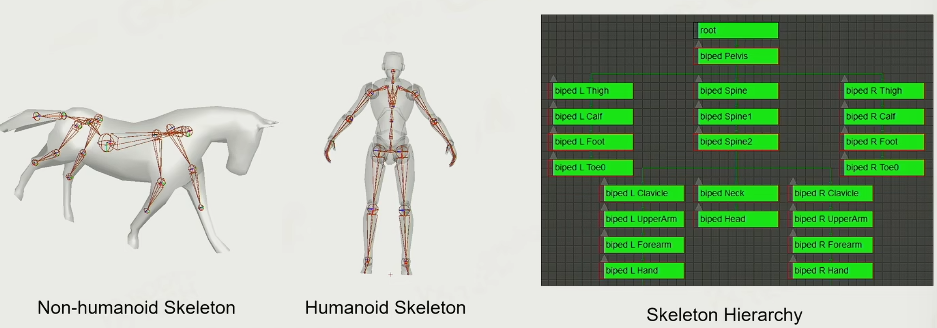 root
biped Pelvis
biped L Thigh
biped Spine
biped R Thigh
biped L Calf
biped Spine1
biped R Calf
biped L Foot
biped Spine2
biped R Foot
biped L Toe0
biped R Toe0
biped L Clavicle
biped Neck
biped R Clavicle
biped L UpperArm
biped Head
biped R UpperArm
biped L Forearm
biped R Forearm
biped L Hand
biped R Hand
Non-humanoid Skeleton
Humanoid Skeleton
Skeleton Hierarchy